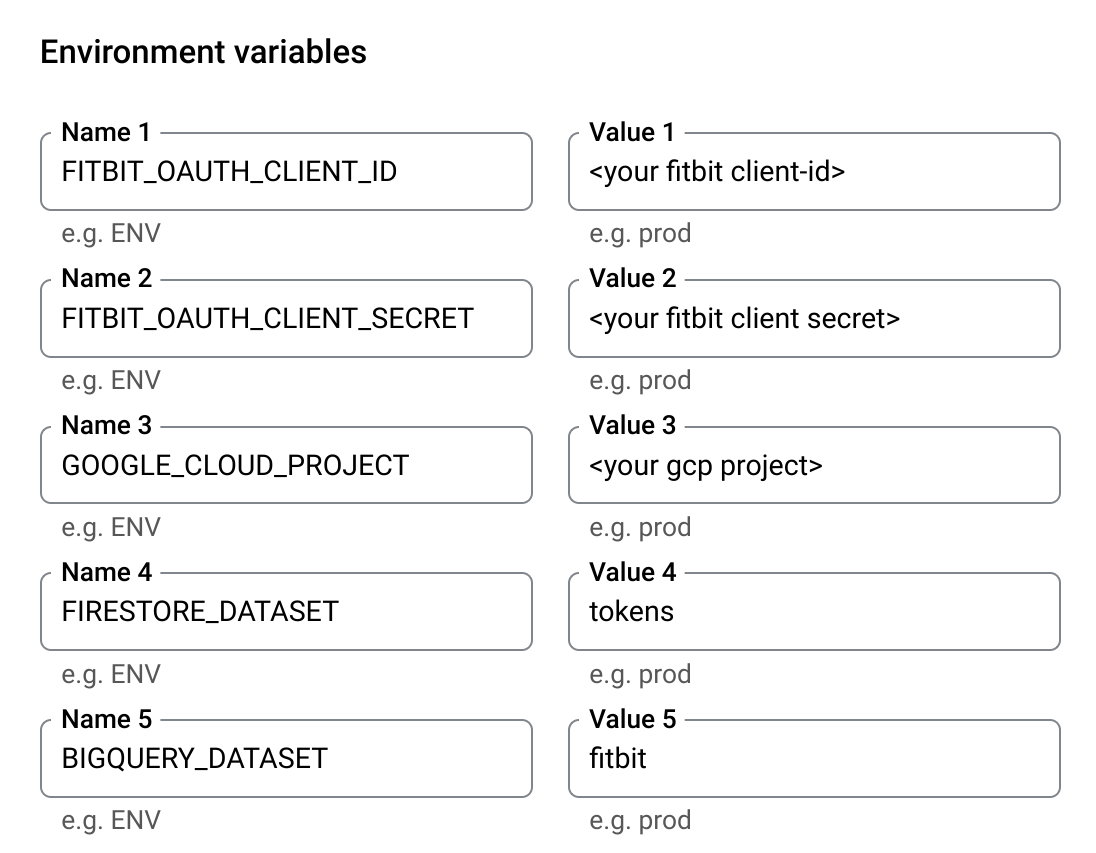 Environment variables
Name 1 Value 1
FITBIT_OAUTH_CLIENT_ID <your fitbit client-id>
e.g. ENV e.g. prod
Name 2 Value 2
FITBIT_OAUTH_CLIENT_SECRET <your fitbit client secret>
e.g. ENV e.g. prod
Name 3 Value 3
GOOGLE_CLOUD_PROJECT <your gcp project>
e.g. ENV e.g. prod
Name 4 Value 4
FIRESTORE_DATASET tokens
e.g. ENV e.g. prod
Name 5 Value 5
BIGQUERY_DATASET fitbit
e.g. ENV e.g. prod